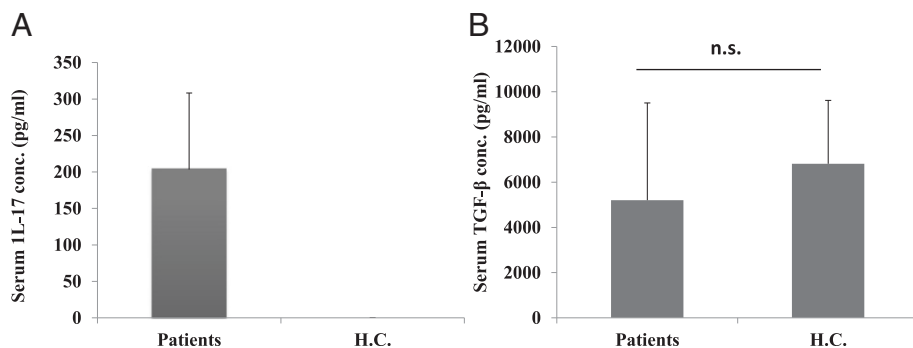 A
Serum 1L-17 conc. (pg/ml)
350
300
250
200
150
100
50
0
Patients
H.C.
B
Serum TGF-β conc. (pg/ml)
12000
10000
8000
6000
4000
2000
0
n.s.
Patients
H.C.